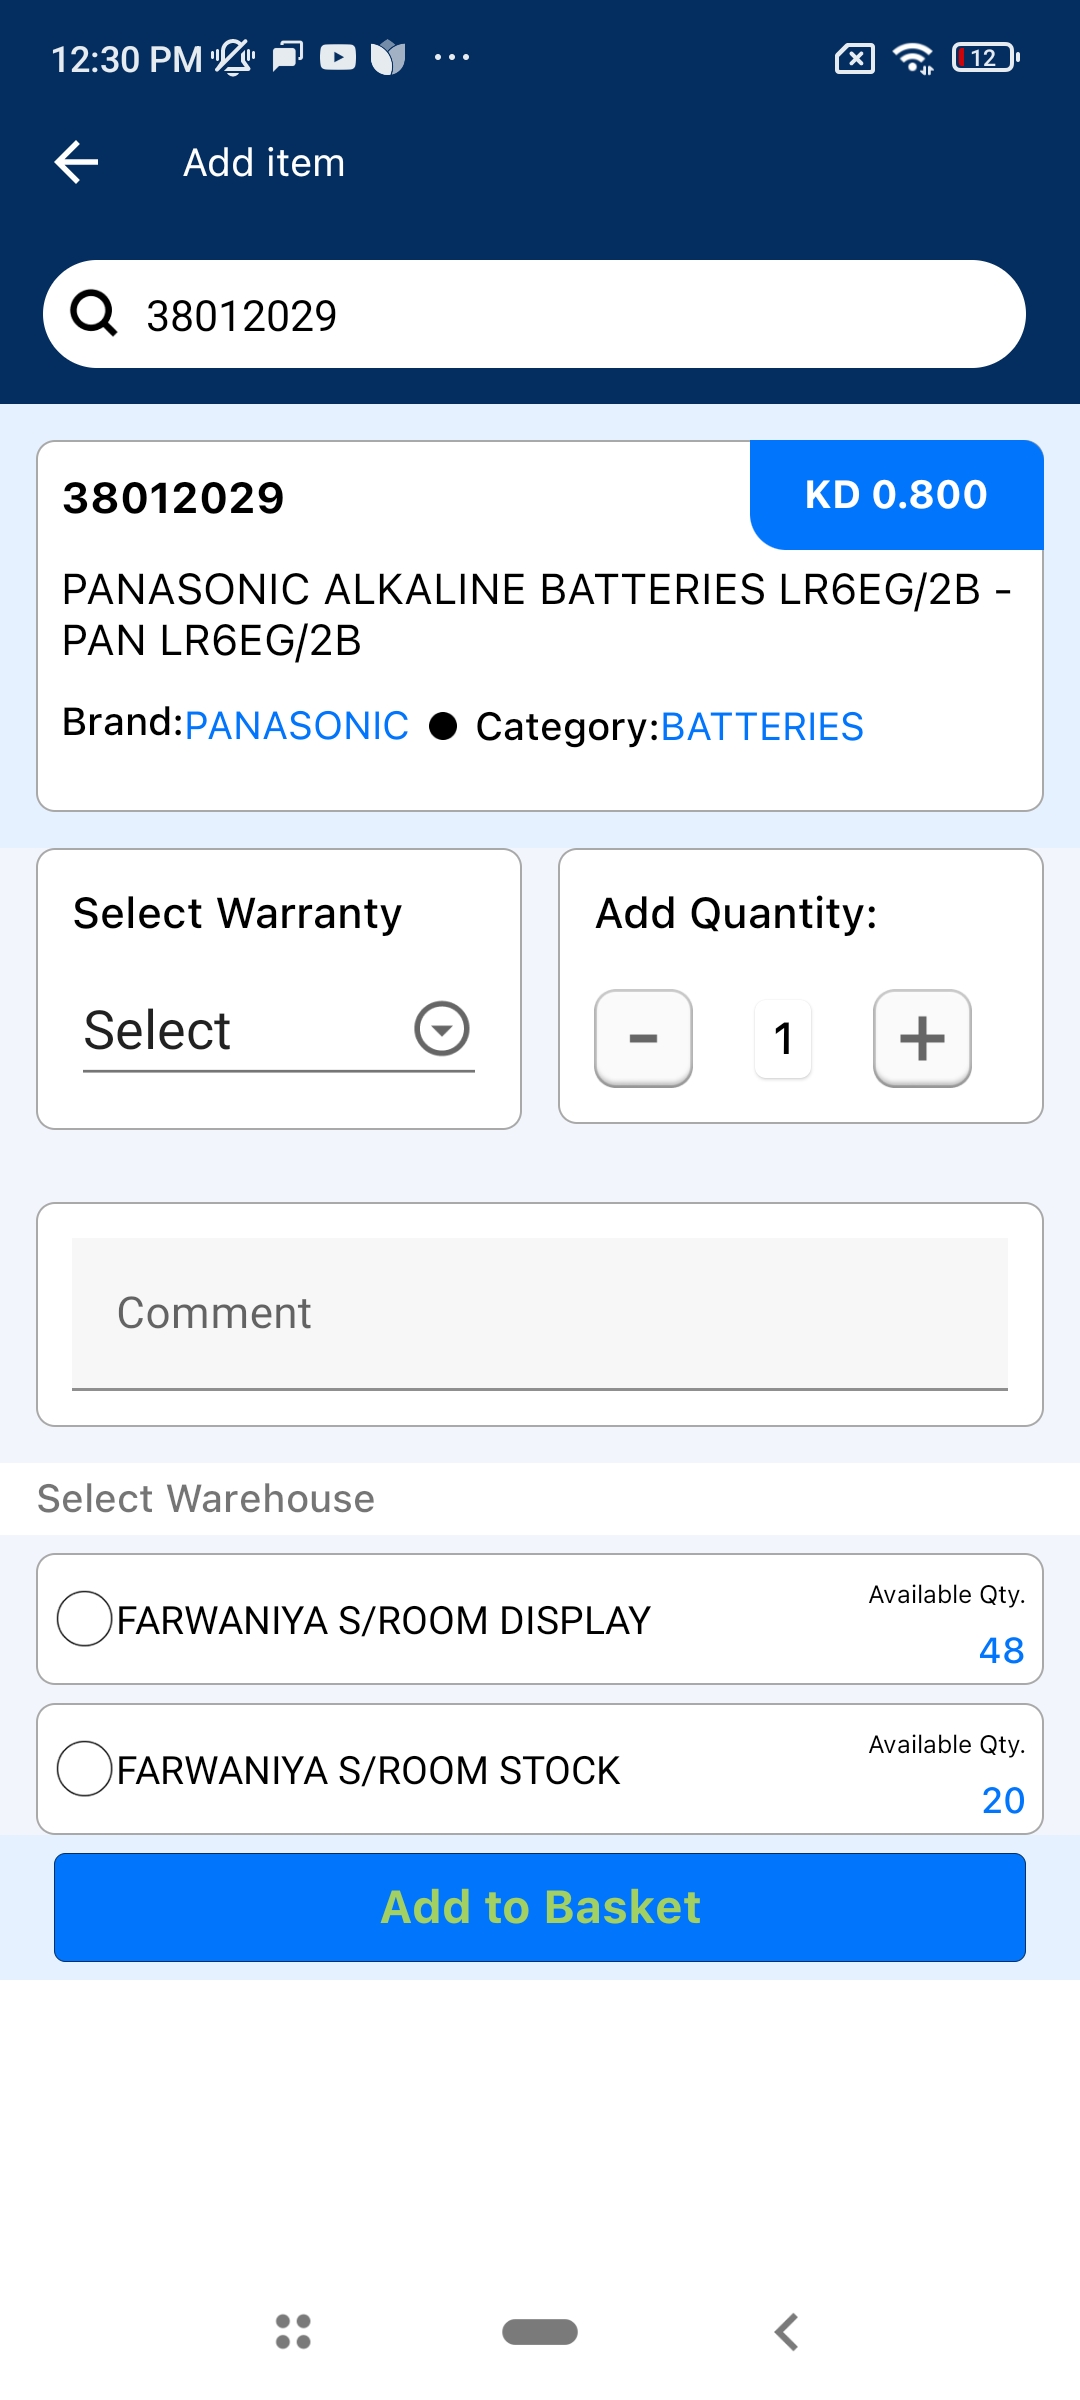 12:30 PM
12
Add item
38012029
38012029
KD 0.800
PANASONIC ALKALINE BATTERIES LR6EG/2B -
PAN LR6EG/2B
Brand:PANASONIC ● Category:BATTERIES
Select Warranty
Add Quantity:
Select
- 1 +
Comment
Select Warehouse
FARWANIYA S/ROOM DISPLAY
Available Qty.
48
FARWANIYA S/ROOM STOCK
Available Qty.
20
Add to Basket